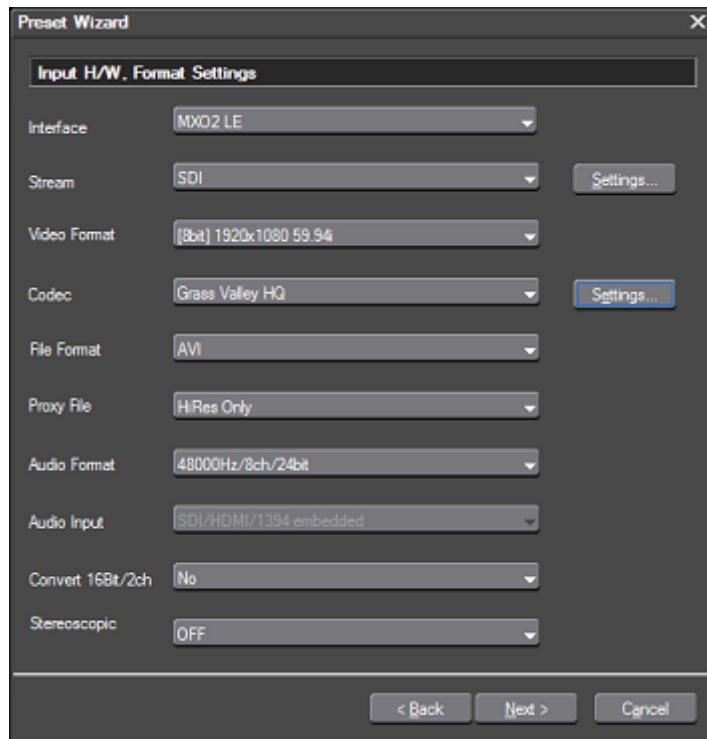 Preset Wizard
Input H/W, Format Settings
Interface MXO2 LE
Stream SDI Settings...
Video Format [8bit] 1920x1080 59.94i
Codec Grass Valley HQ Settings...
File Format AVI
Proxy File HiRes Only
Audio Format 48000Hz/8ch/24bit
Audio Input SDI/HDMI/1394 embedded
Convert 16Bit/2ch No
Stereoscopic OFF
< Back Next > Cancel